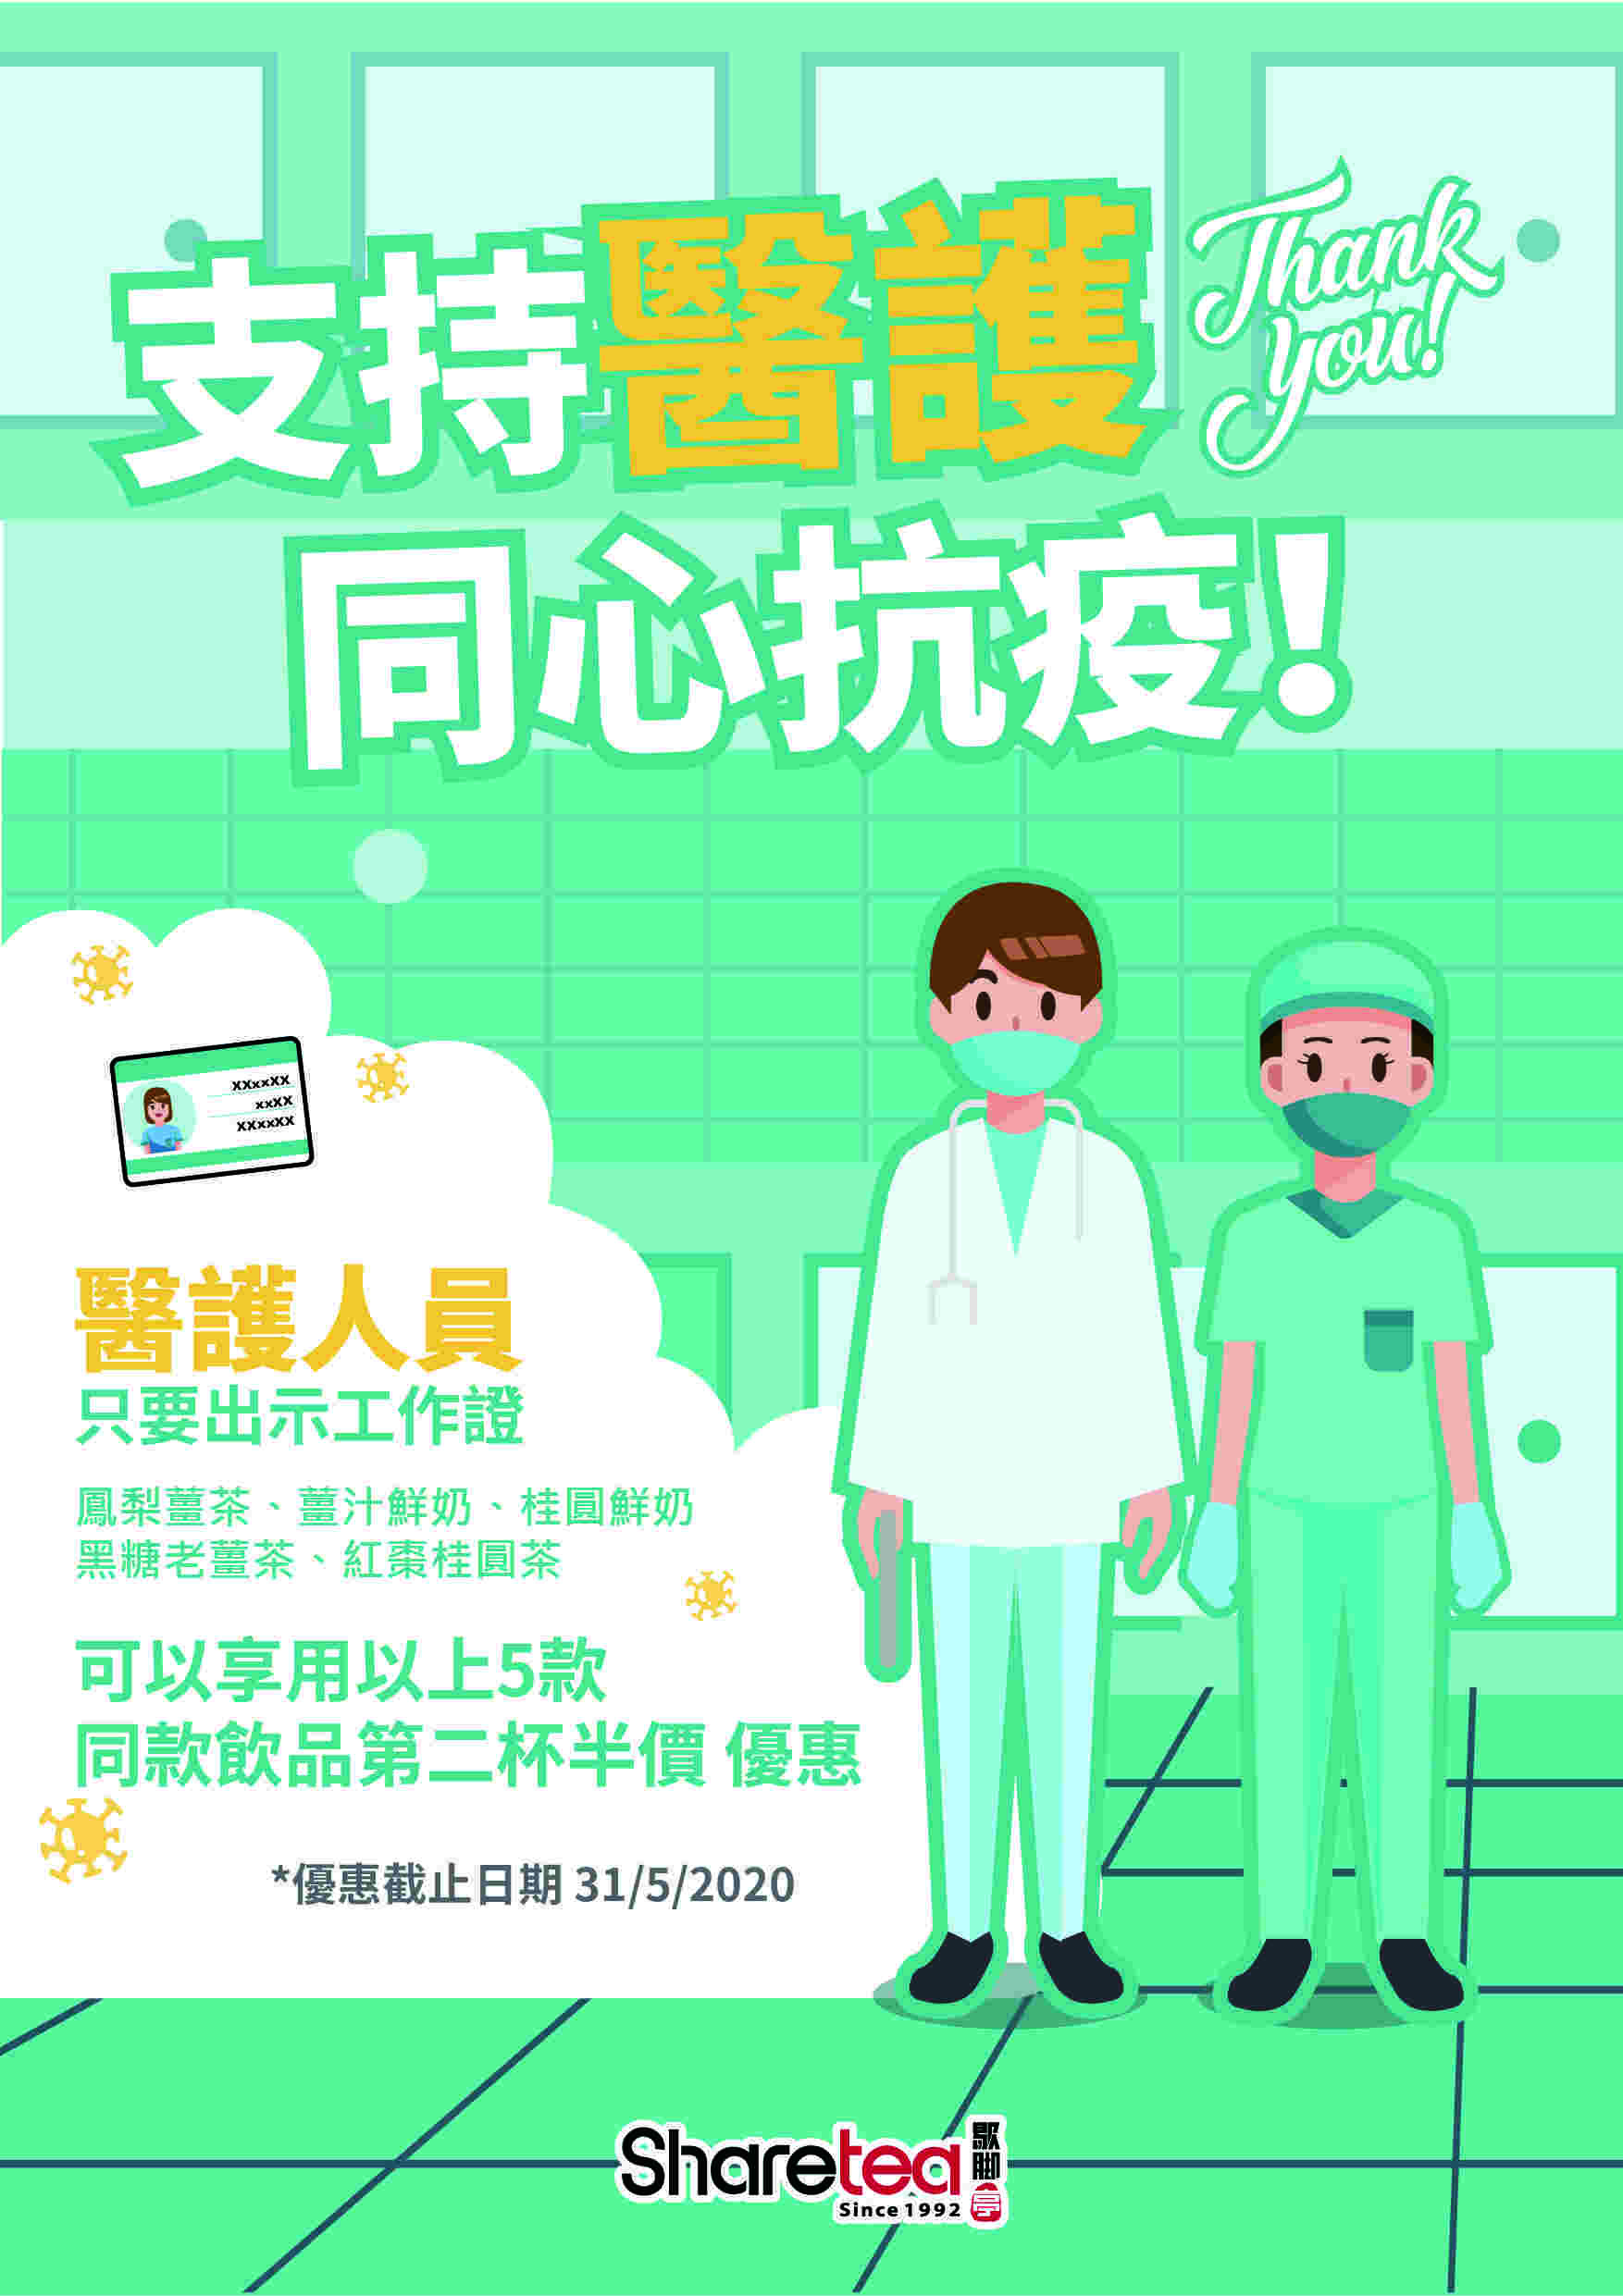 支持醫護
Thank
you!
同心抗疫!
XXxxXX
xxXX
XXxxXX
醫護人員
只要出示工作證
鳳梨薑茶、薑汁鮮奶、桂圓鮮奶
黑糖老薑茶、紅棗桂圓茶
可以享用以上5款
同款飲品第二杯半價 優惠
*優惠截止日期 31/5/2020
Sharetea 歇腳亭
Since 1992